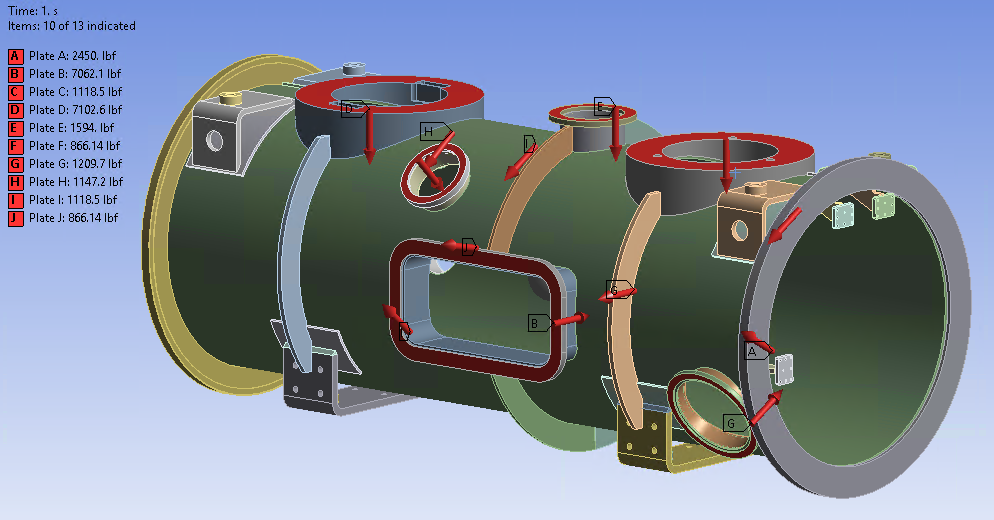 Time: 1. s
Items: 10 of 13 indicated
A Plate A: 2450. lbf
B Plate B: 7062.1 lbf
C Plate C: 1118.5 lbf
D Plate D: 7102.6 lbf
E Plate E: 1594. lbf
F Plate F: 866.14 lbf
G Plate G: 1209.7 lbf
H Plate H: 1147.2 lbf
I Plate I: 1118.5 lbf
J Plate J: 866.14 lbf
D
E
H
I
G
B
A
G